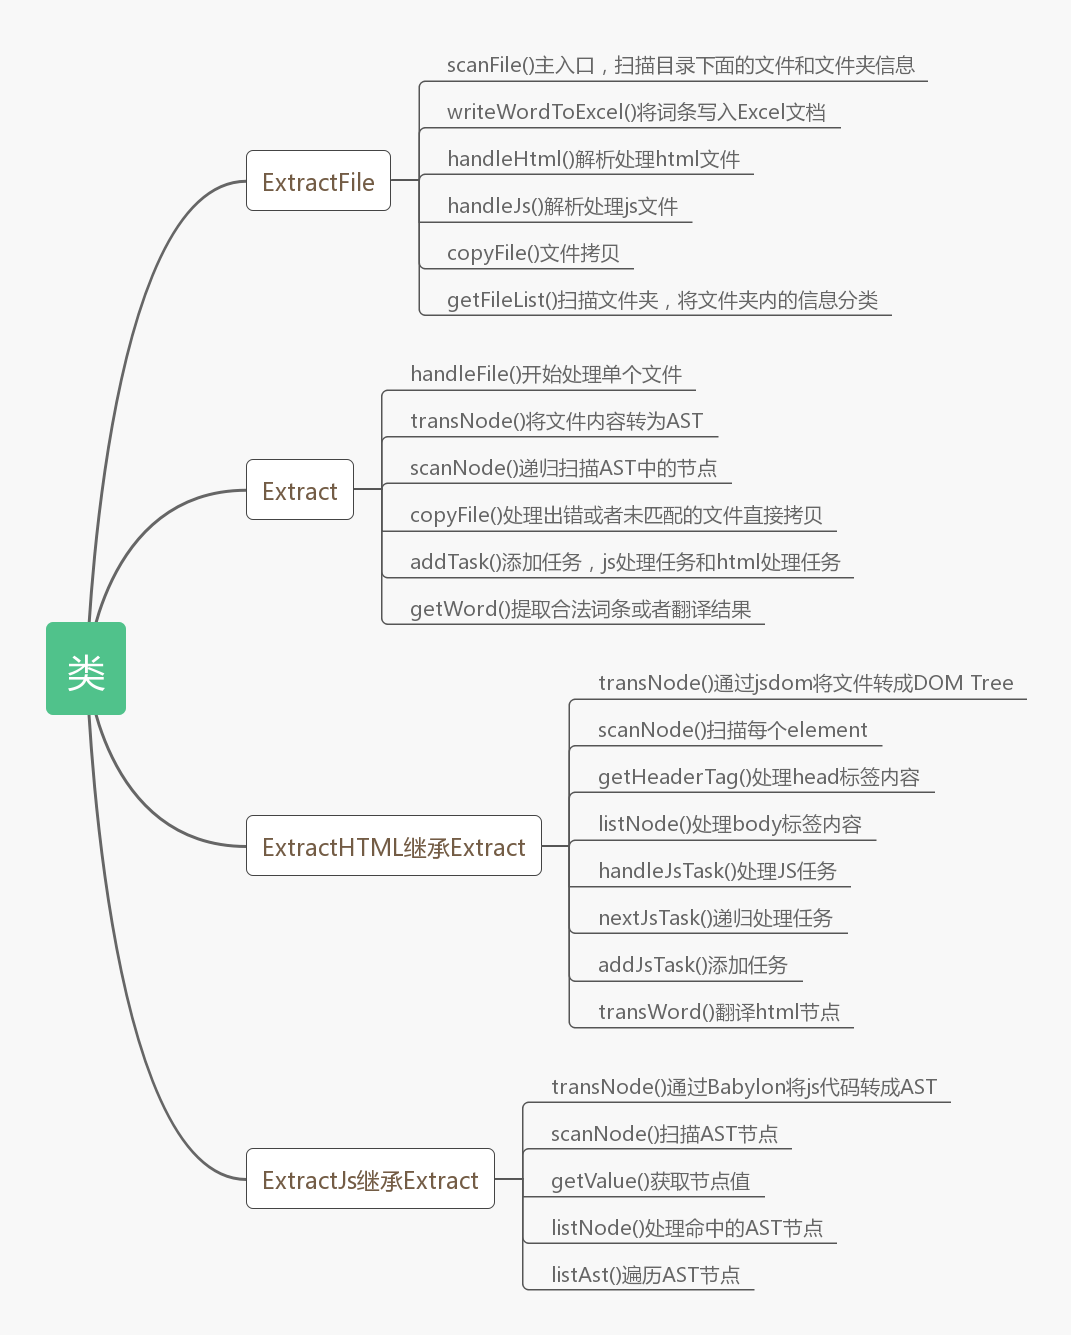 类
ExtractFile
scanFile()主入口，扫描目录下面的文件和文件夹信息
writeWordToExcel()将词条写入Excel文档
handleHtml()解析处理html文件
handleJs()解析处理js文件
copyFile()文件拷贝
getFileList()扫描文件夹，将文件夹内的信息分类
Extract
handleFile()开始处理单个文件
transNode()将文件内容转为AST
scanNode()递归扫描AST中的节点
copyFile()处理出错或者未匹配的文件直接拷贝
addTask()添加任务，js处理任务和html处理任务
getWord()提取合法词条或者翻译结果
ExtractHTML继承Extract
transNode()通过jsdom将文件转成DOM Tree
scanNode()扫描每个element
getHeaderTag()处理head标签内容
listNode()处理body标签内容
handleJsTask()处理JS任务
nextJsTask()递归处理任务
addJsTask()添加任务
transWord()翻译html节点
ExtractJs继承Extract
transNode()通过Babylon将js代码转成AST
scanNode()扫描AST节点
getValue()获取节点值
listNode()处理命中的AST节点
listAst()遍历AST节点